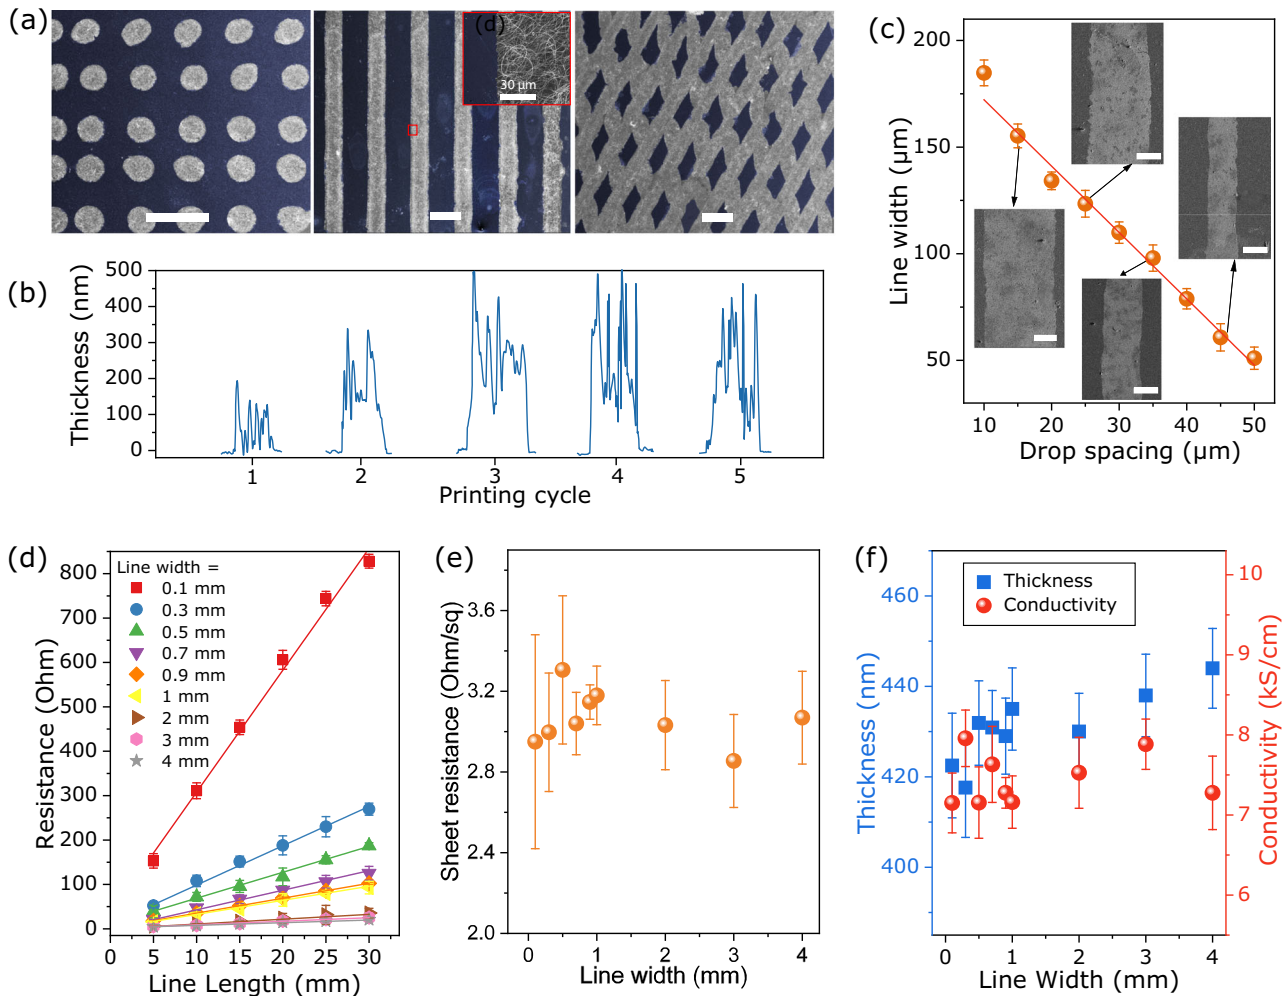 (a)
(d)
30 µm
(b)
Thickness (nm)
500
400
300
200
100
0
1
2
3
4
5
Printing cycle
(c)
Line width (µm)
200
150
100
50
10
20
30
40
50
Drop spacing (µm)
(d)
Resistance (Ohm)
800
700
600
500
400
300
200
100
0
Line width =
0.1 mm
0.3 mm
0.5 mm
0.7 mm
0.9 mm
1 mm
2 mm
3 mm
4 mm
0
5
10
15
20
25
30
Line Length (mm)
(e)
Sheet resistance (Ohm/sq)
3.6
3.2
2.8
2.4
2.0
0
1
2
3
4
Line width (mm)
(f)
Thickness (nm)
460
440
420
400
Thickness
Conductivity
10
9
8
7
6
Conductivity (kS/cm)
0
1
2
3
4
Line Width (mm)